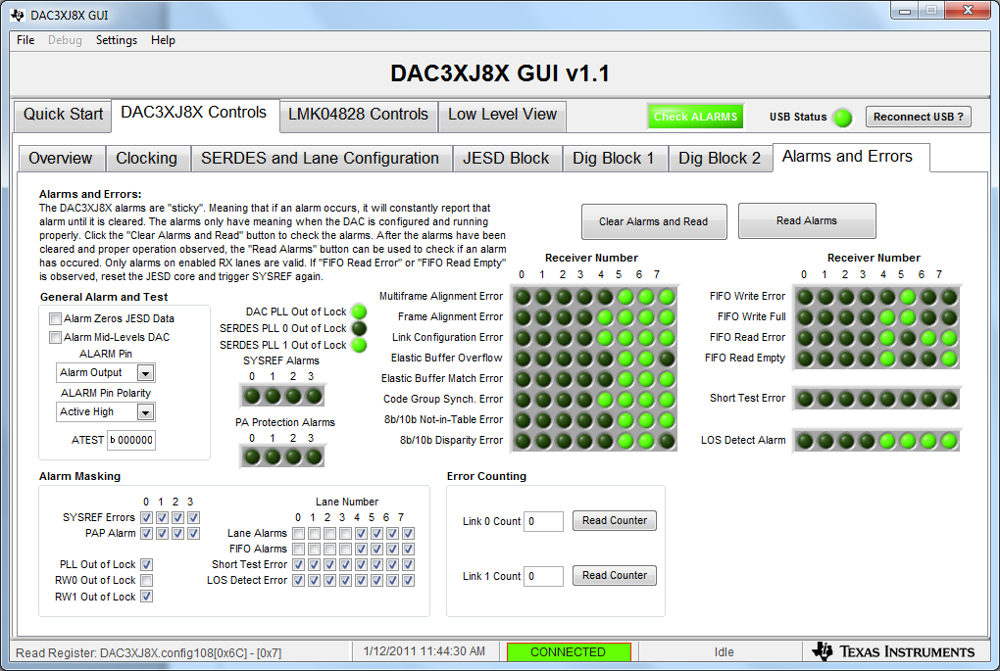 DAC3XJ8X GUI
File Debug Settings Help
DAC3XJ8X GUI v1.1
Quick Start DAC3XJ8X Controls LMK04828 Controls Low Level View Check ALARMS USB Status Reconnect USB ?
Overview Clocking SERDES and Lane Configuration JESD Block Dig Block 1 Dig Block 2 Alarms and Errors
Alarms and Errors:
The DAC3XJ8X alarms are "sticky". Meaning that if an alarm occurs, it will constantly report that
alarm until it is cleared. The alarms only have meaning when the DAC is configured and running
properly. Click the "Clear Alarms and Read" button to check the alarms. After the alarms have been
cleared and proper operation observed, the "Read Alarms" button can be used to check if an alarm
has occured. Only alarms on enabled RX lanes are valid. If "FIFO Read Error" or "FIFO Read Empty"
is observed, reset the JESD core and trigger SYSREF again.
Clear Alarms and Read Read Alarms
General Alarm and Test
Alarm Zeros JESD Data
Alarm Mid-Levels DAC
ALARM Pin
Alarm Output
ALARM Pin Polarity
Active High
ATEST b 000000
DAC PLL Out of Lock
SERDES PLL 0 Out of Lock
SERDES PLL 1 Out of Lock
SYSREF Alarms
0 1 2 3
PA Protection Alarms
0 1 2 3
Receiver Number
0 1 2 3 4 5 6 7
Multiframe Alignment Error
Frame Alignment Error
Link Configuration Error
Elastic Buffer Overflow
Elastic Buffer Match Error
Code Group Synch. Error
8b/10b Not-in-Table Error
8b/10b Disparity Error
Receiver Number
0 1 2 3 4 5 6 7
FIFO Write Error
FIFO Write Full
FIFO Read Error
FIFO Read Empty
Short Test Error
LOS Detect Alarm
Alarm Masking
0 1 2 3
SYSREF Errors
PAP Alarm
PLL Out of Lock
RW0 Out of Lock
RW1 Out of Lock
Lane Number
0 1 2 3 4 5 6 7
Lane Alarms
FIFO Alarms
Short Test Error
LOS Detect Error
Error Counting
Link 0 Count 0 Read Counter
Link 1 Count 0 Read Counter
Read Register: DAC3XJ8X.config108[0x6C] - [0x7] 1/12/2011 11:44:30 AM CONNECTED Idle TEXAS INSTRUMENTS